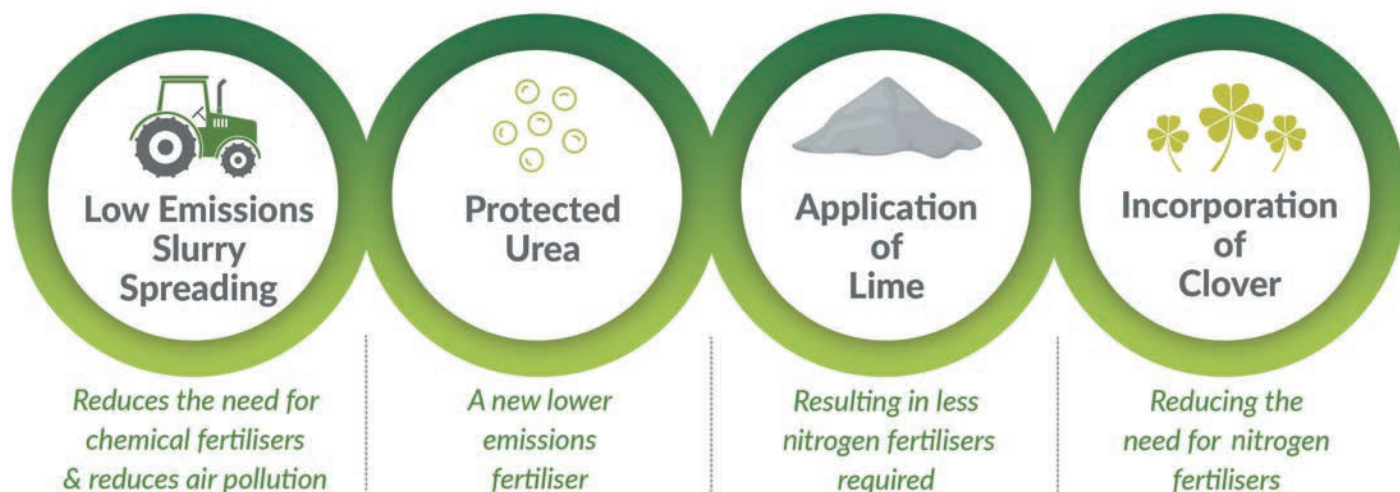 Low Emissions
Slurry
Spreading
Reduces the need for
chemical fertilisers
& reduces air pollution
Protected
Urea
A new lower
emissions
fertiliser
Application
of
Lime
Resulting in less
nitrogen fertilisers
required
Incorporation
of
Clover
Reducing the
need for nitrogen
fertilisers